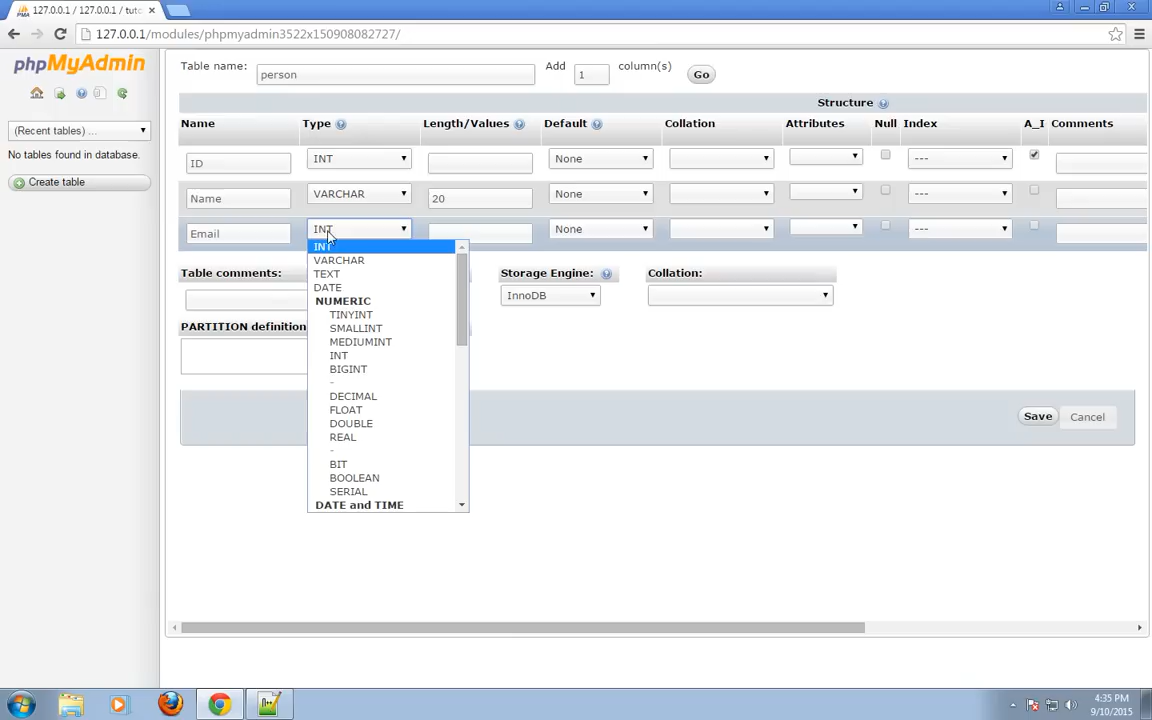 127.0.0.1 / 127.0.0.1 / tuto
127.0.0.1/modules/phpmyadmin3522x150908082727/
phpMyAdmin
(Recent tables) ...
No tables found in database.
Create table
Table name: person Add 1 column(s) Go
Structure
Name Type Length/Values Default Collation Attributes Null Index A_I Comments
ID INT None ---
Name VARCHAR 20 None ---
Email INT None ---
INT
VARCHAR
TEXT
DATE
NUMERIC
TINYINT
SMALLINT
MEDIUMINT
INT
BIGINT
-
DECIMAL
FLOAT
DOUBLE
REAL
-
BIT
BOOLEAN
SERIAL
DATE and TIME
Table comments: Storage Engine: Collation:
InnoDB
PARTITION definition
Save Cancel
4:35 PM
9/10/2015